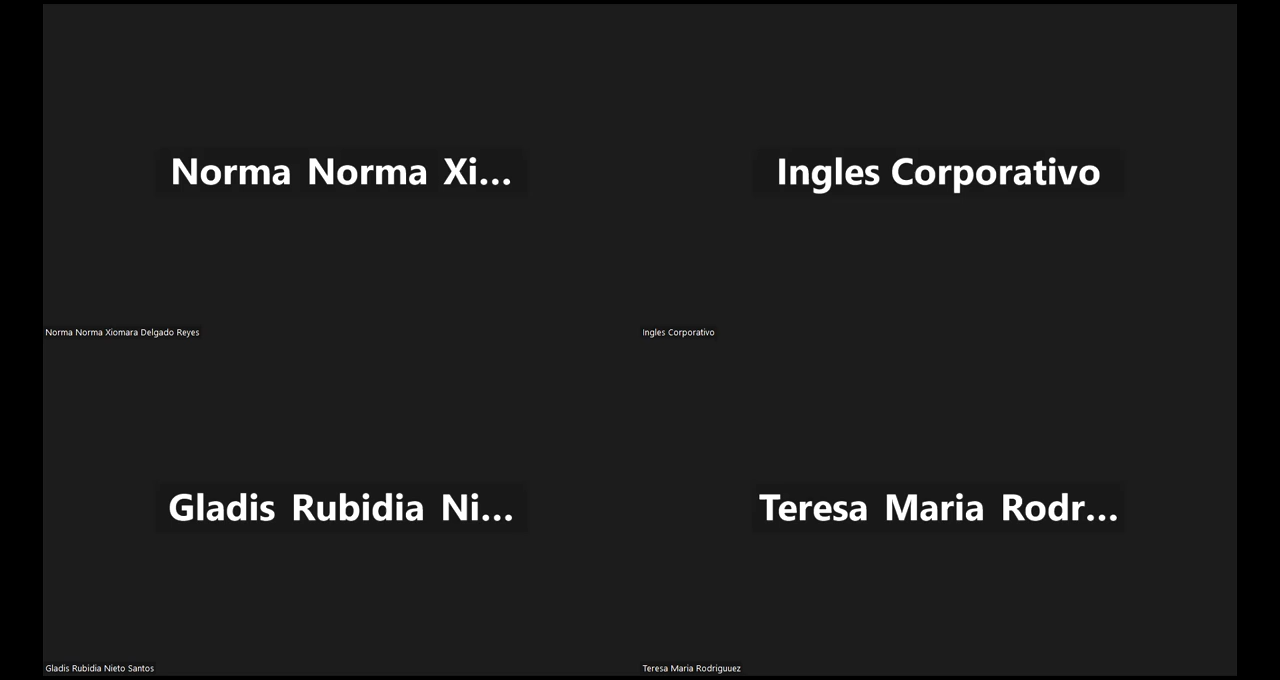 Norma Norma Xi...
Ingles Corporativo
Norma Norma Xiomara Delgado Reyes
Ingles Corporativo
Gladis Rubidia Ni...
Teresa Maria Rodr...
Gladis Rubidia Nieto Santos
Teresa Maria Rodriguuez